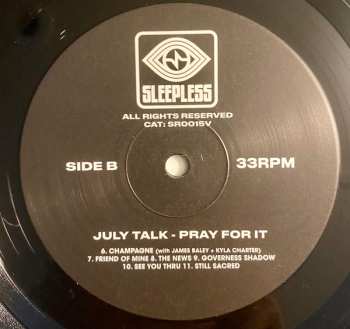 SLEEPLESS
ALL RIGHTS RESERVED
CAT: SR0015V
SIDE B
33RPM
JULY TALK - PRAY FOR IT
6. CHAMPAGNE (with JAMES BALEY + KYLA CHARTER)
7. FRIEND OF MINE 8. THE NEWS 9. GOVERNESS SHADOW
10. SEE YOU THRU 11. STILL SACRED